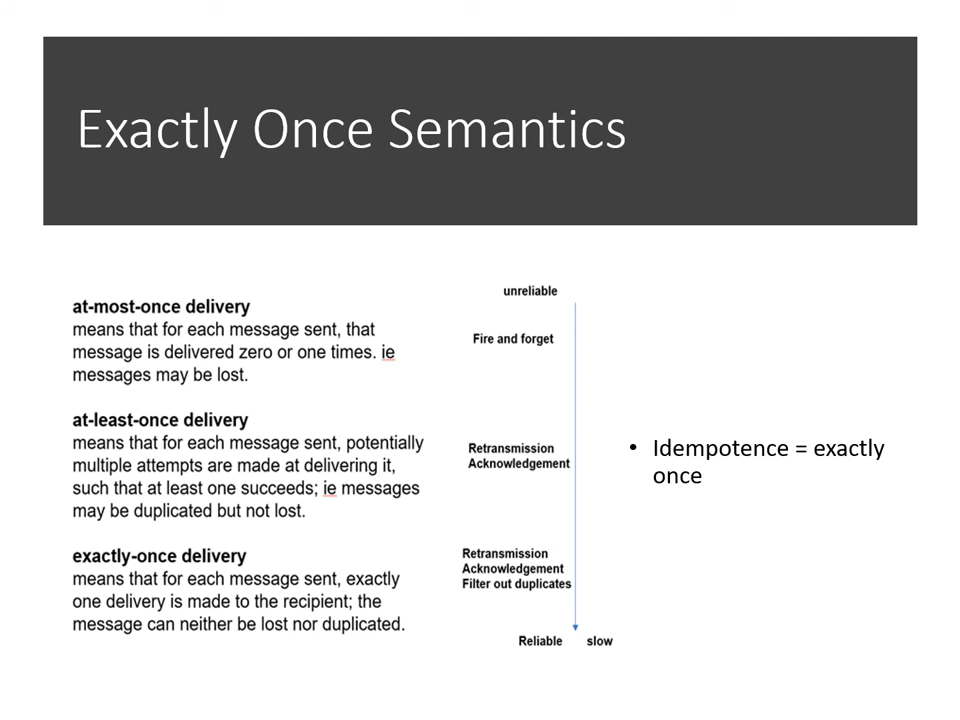 Exactly Once Semantics
at-most-once delivery
means that for each message sent, that
message is delivered zero or one times. ie
messages may be lost.
at-least-once delivery
means that for each message sent, potentially
multiple attempts are made at delivering it,
such that at least one succeeds; ie messages
may be duplicated but not lost.
exactly-once delivery
means that for each message sent, exactly
one delivery is made to the recipient; the
message can neither be lost nor duplicated.
unreliable
Fire and forget
Retransmission
Acknowledgement
Retransmission
Acknowledgement
Filter out duplicates
Reliable slow
• Idempotence = exactly
once